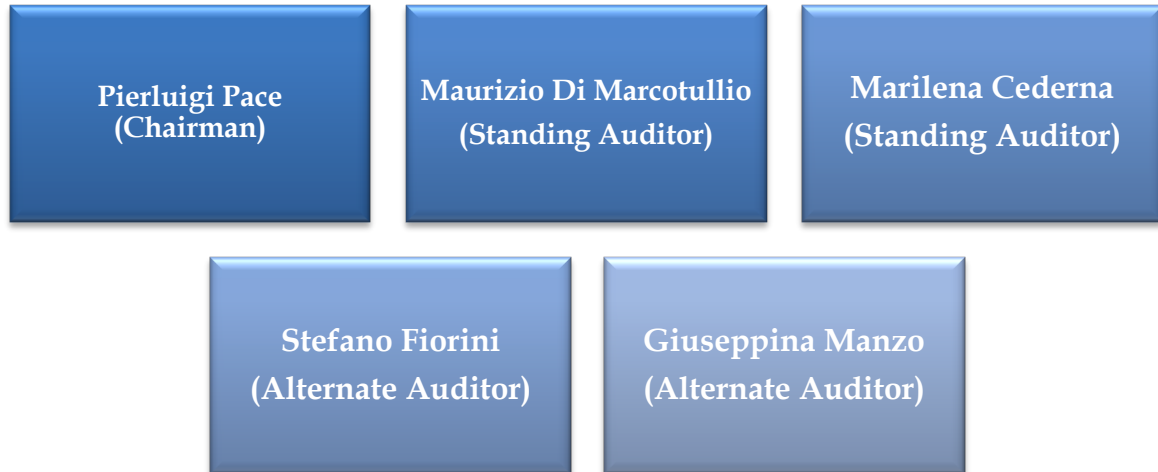 Pierluigi Pace
(Chairman)
Maurizio Di Marcotullio
(Standing Auditor)
Marilena Cederna
(Standing Auditor)
Stefano Fiorini
(Alternate Auditor)
Giuseppina Manzo
(Alternate Auditor)